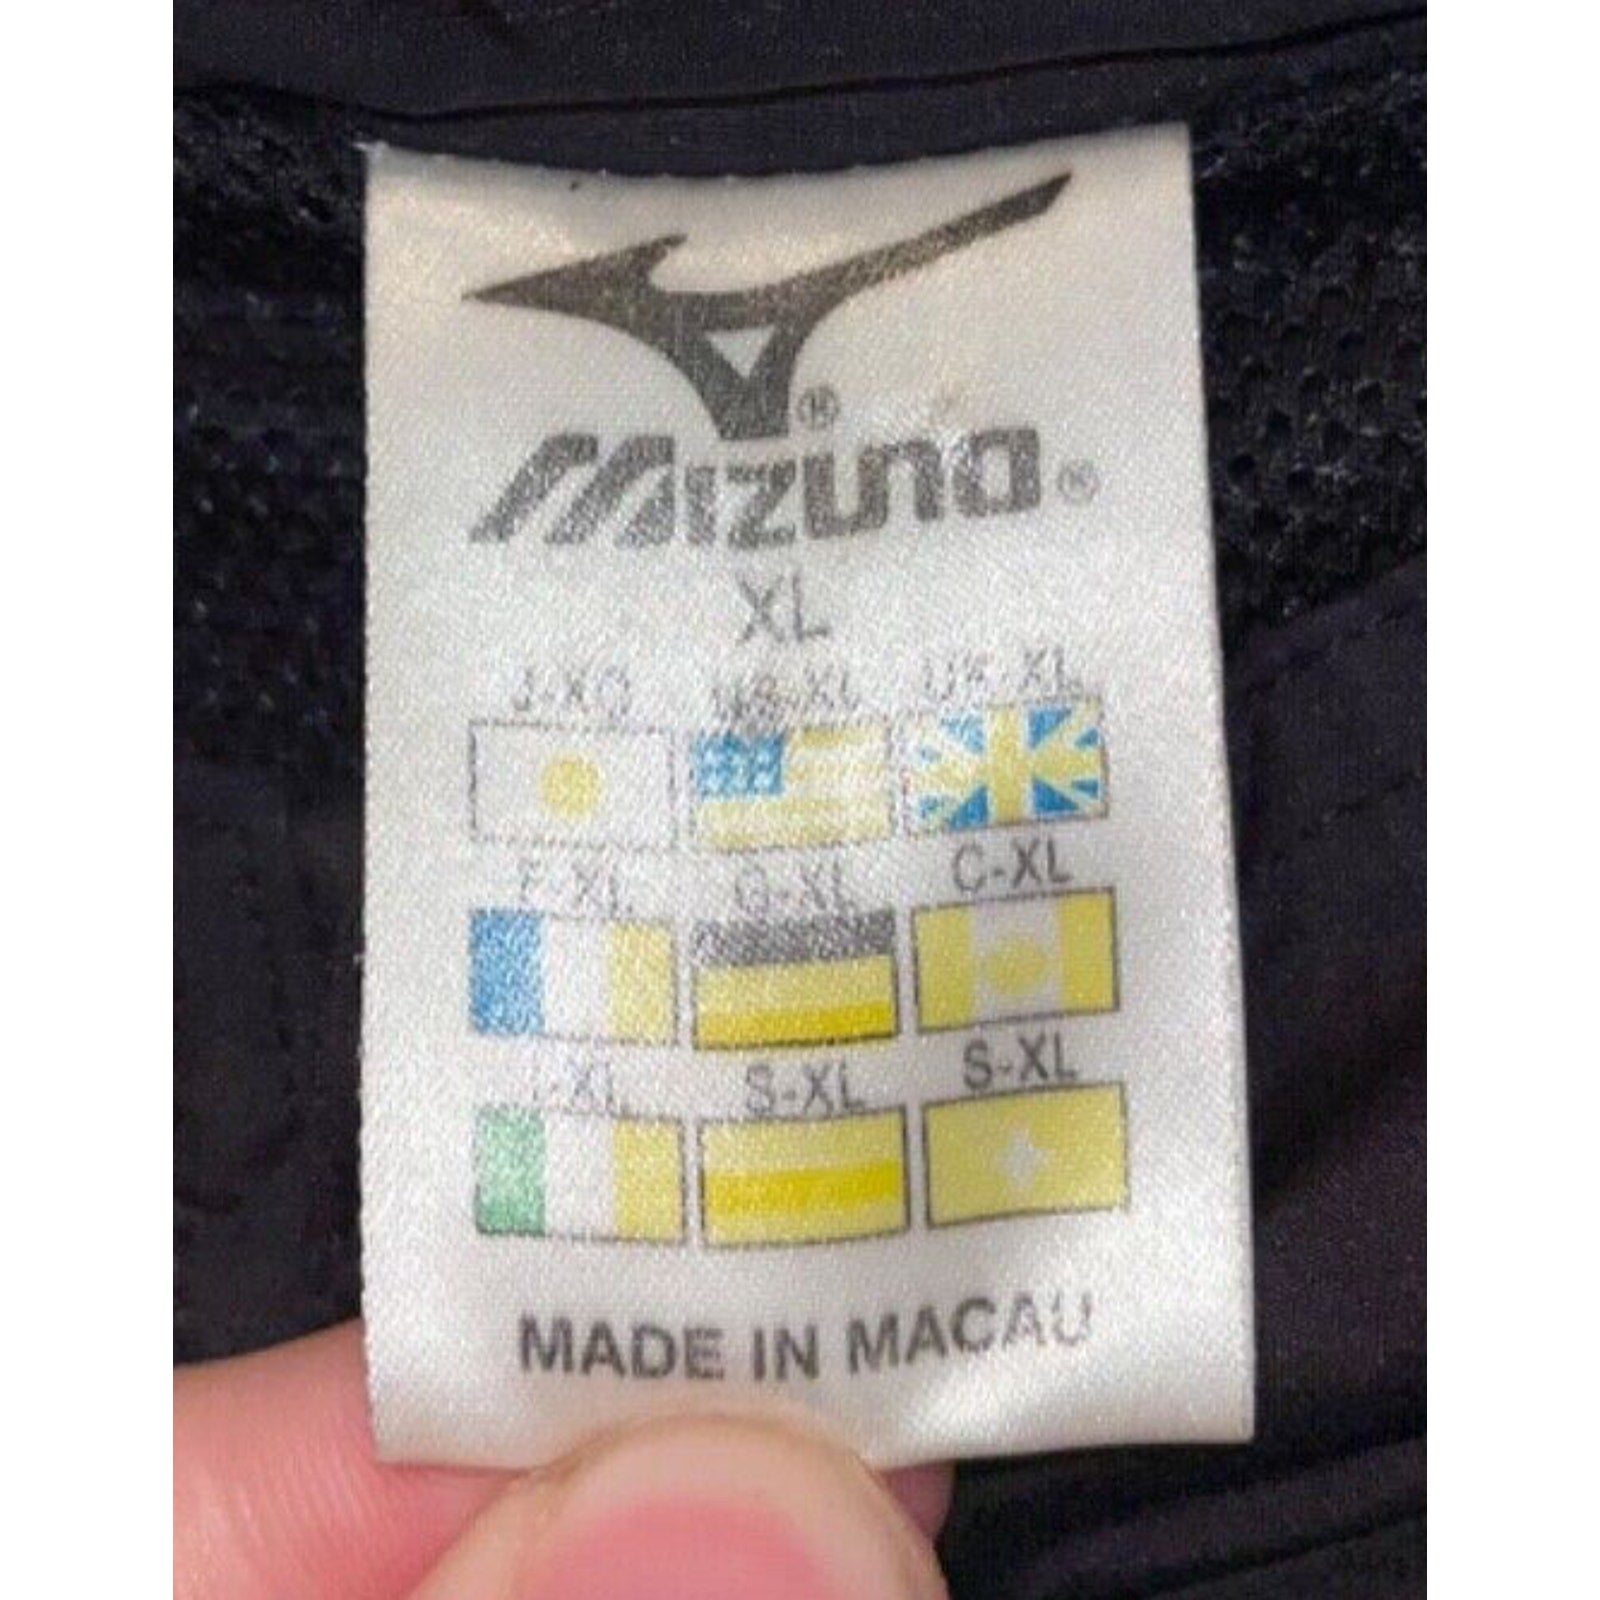 ®
Mizuno®
XL
J-XO US-XL UK-XL
F-XL G-XL C-XL
I-XL S-XL S-XL
MADE IN MACAU